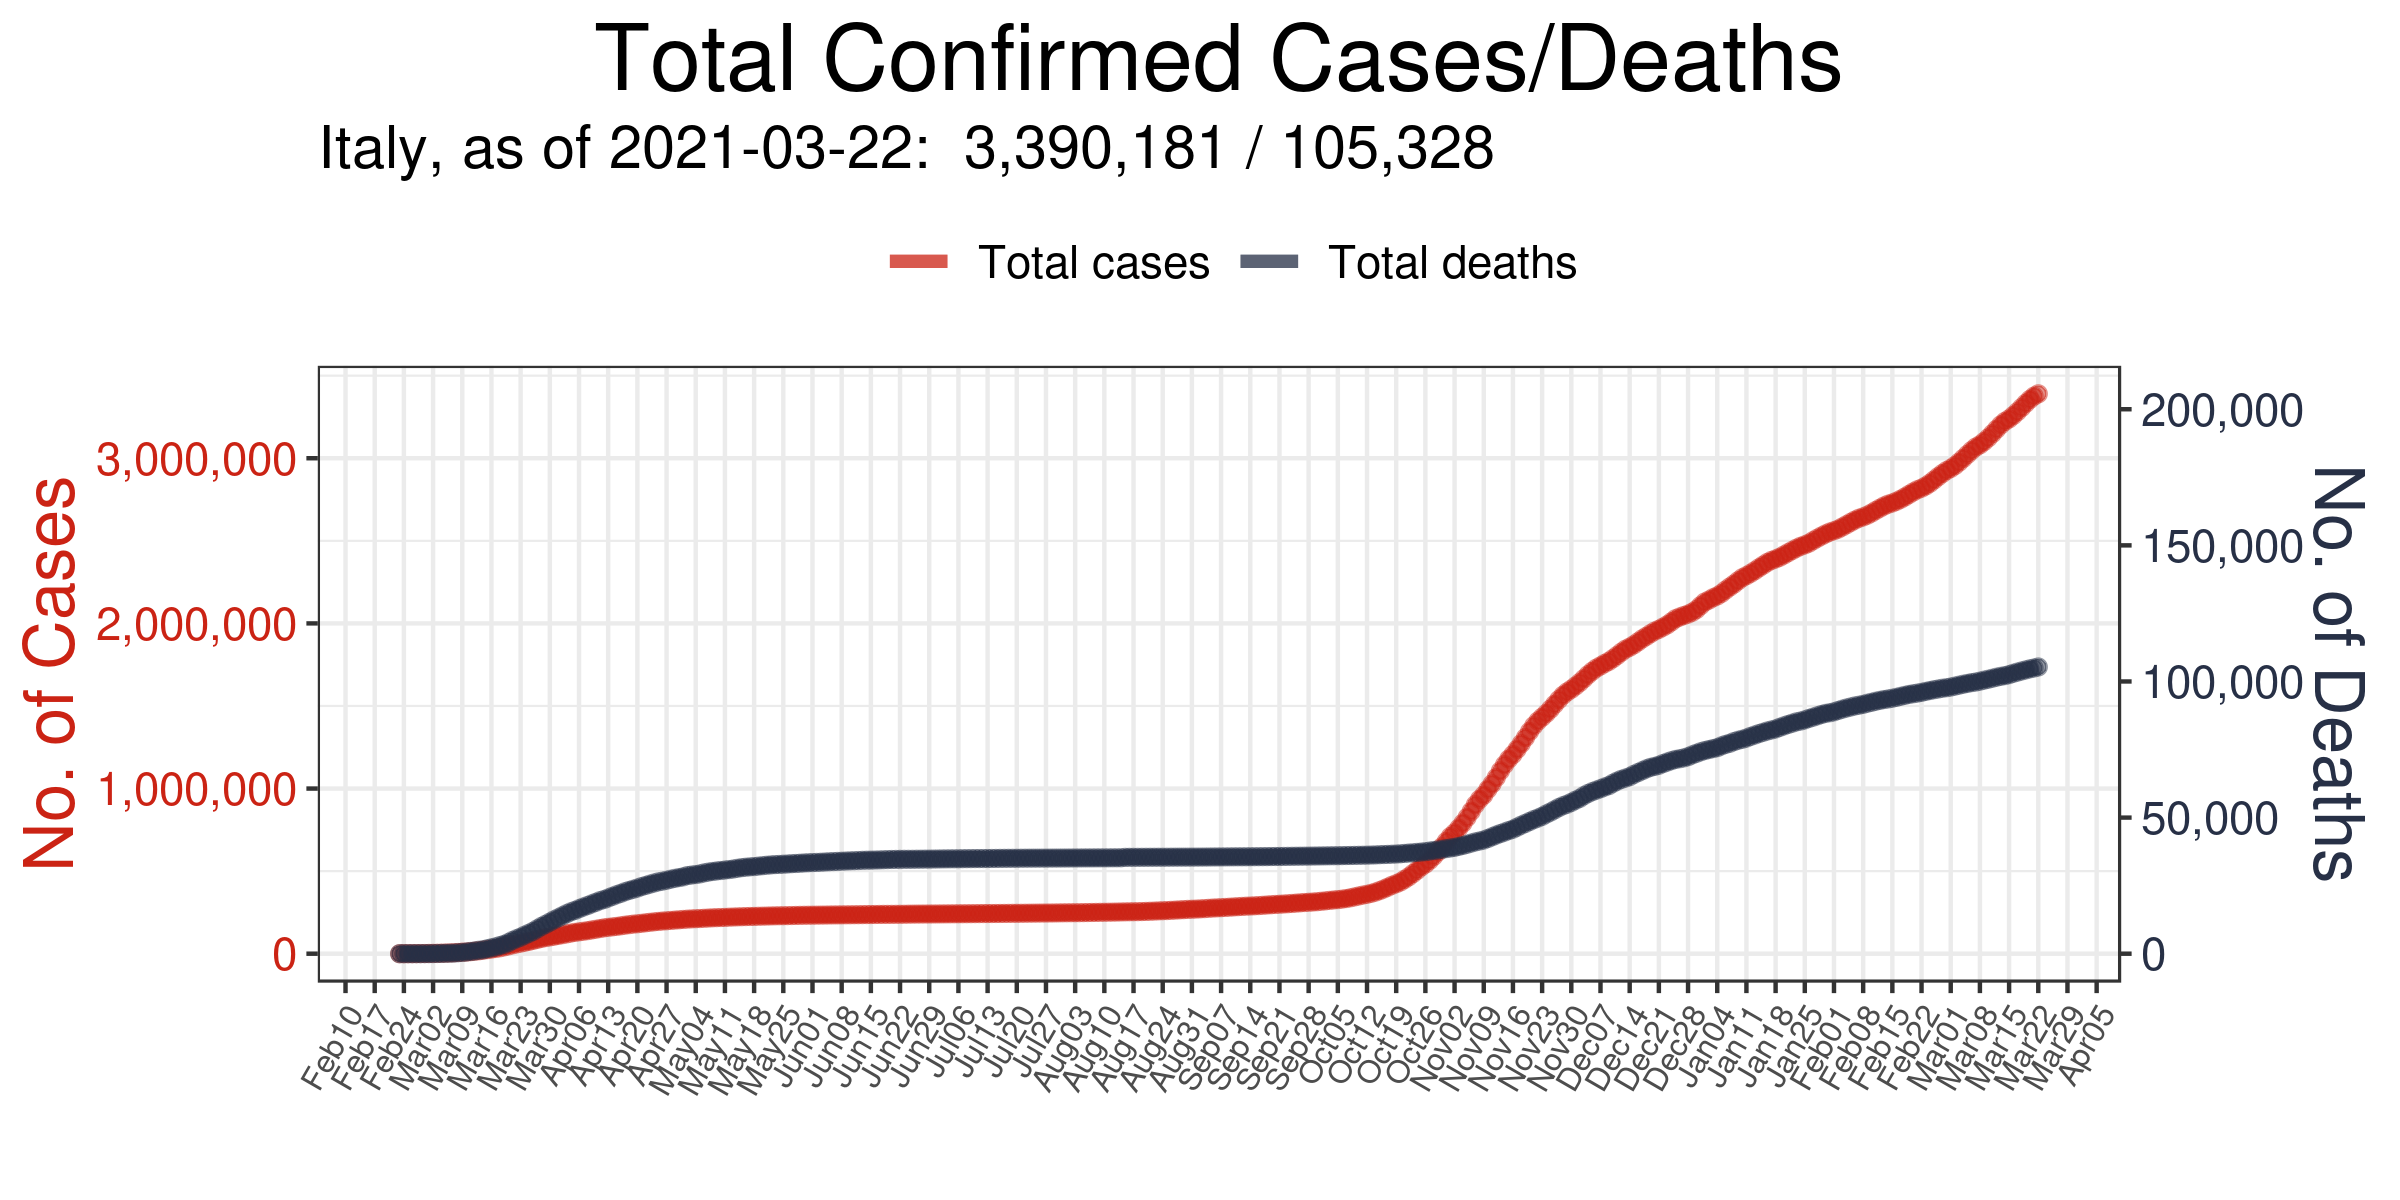 Total Confirmed Cases/Deaths
Italy, as of 2021-03-22:  3,390,181 / 105,328
Total cases
Total deaths
No. of Cases
3,000,000
2,000,000
1,000,000
0
200,000
150,000
100,000
50,000
0
No. of Deaths
Feb10
Feb17
Feb24
Mar02
Mar09
Mar16
Mar23
Mar30
Apr06
Apr13
Apr20
Apr27
May04
May11
May18
May25
Jun01
Jun08
Jun15
Jun22
Jun29
Jul06
Jul13
Jul20
Jul27
Aug03
Aug10
Aug17
Aug24
Aug31
Sep07
Sep14
Sep21
Sep28
Oct05
Oct12
Oct19
Oct26
Nov02
Nov09
Nov16
Nov23
Nov30
Dec07
Dec14
Dec21
Dec28
Jan04
Jan11
Jan18
Jan25
Feb01
Feb08
Feb15
Feb22
Mar01
Mar08
Mar15
Mar22
Mar29
Apr05